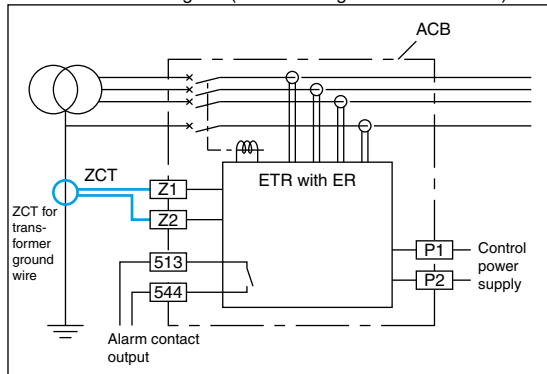 ACB
ZCT
ZCT for
trans-
former
ground
wire
Z1
Z2
513
544
ETR with ER
P1
P2
Control
power
supply
Alarm contact
output